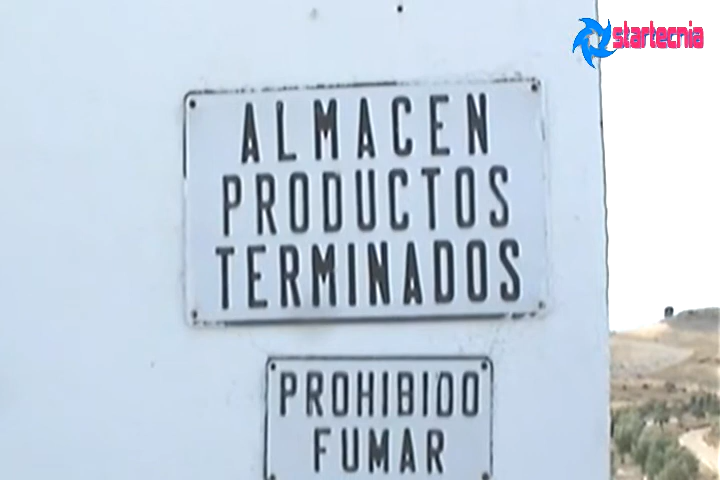 startecnia
ALMACEN
PRODUCTOS
TERMINADOS
PROHIBIDO
FUMAR